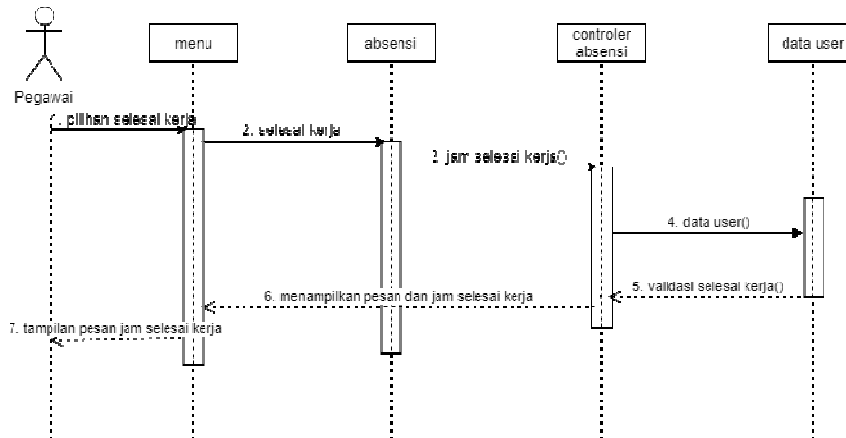 menu
absensi
controler
absensi
data user
Pegawai
. pilihan selesai kerja
2. selesai kerja
2 jam selesai kerja()
4. data user()
5. validasi selesai kerja()
6. menampilkan pesan dan jam selesai kerja
7. tampilan pesan jam selesai kerja